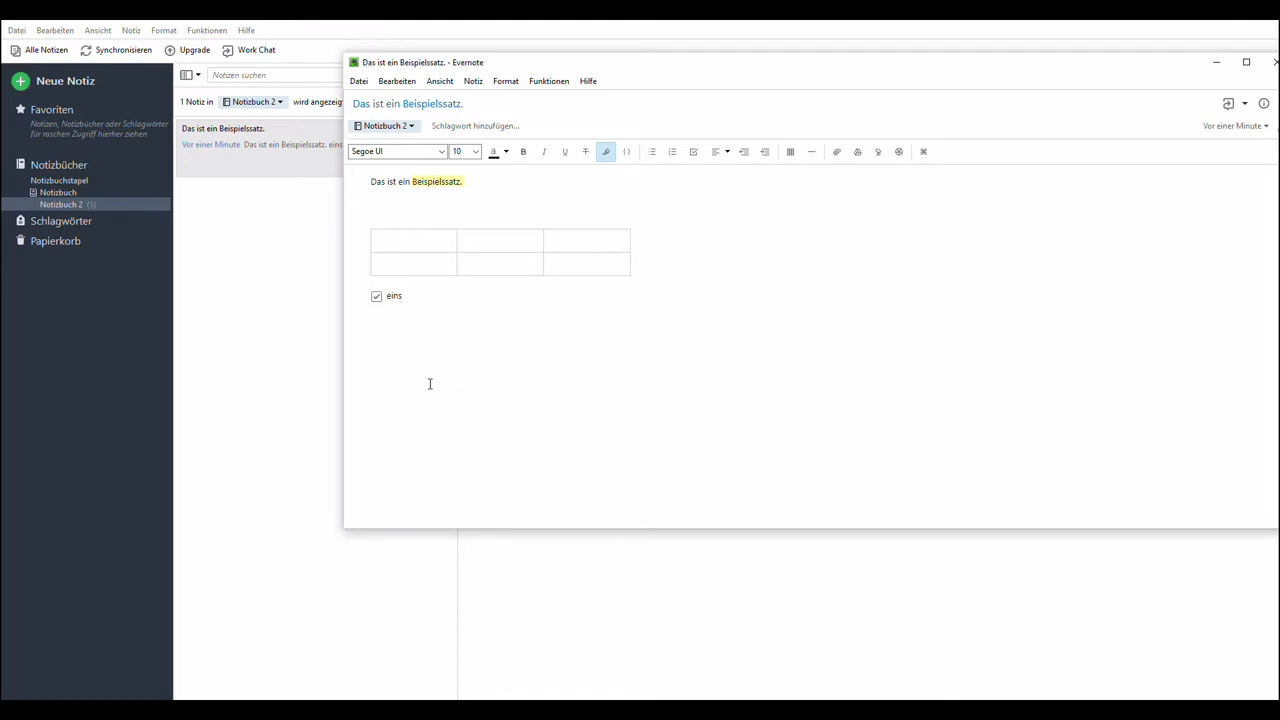 Datei Bearbeiten Ansicht Notiz Format Funktionen Hilfe
Alle Notizen Synchronisieren Upgrade Work Chat
Neue Notiz
Favoriten
Notizen, Notizbücher oder Schlagwörter
für raschen Zugriff hierher ziehen
Notizbücher
Notizbuchstapel
Notizbuch
Notizbuch 2 (1)
Schlagwörter
Papierkorb
Notizen suchen
1 Notiz in Notizbuch 2 wird angezeig
Das ist ein Beispielssatz.
Vor einer Minute Das ist ein Beispielssatz. eins
Das ist ein Beispielssatz. - Evernote
Datei Bearbeiten Ansicht Notiz Format Funktionen Hilfe
Das ist ein Beispielssatz.
Notizbuch 2 Schlagwort hinzufügen... Vor einer Minute
Segoe UI 10 a B I U T
Das ist ein Beispielssatz.
eins